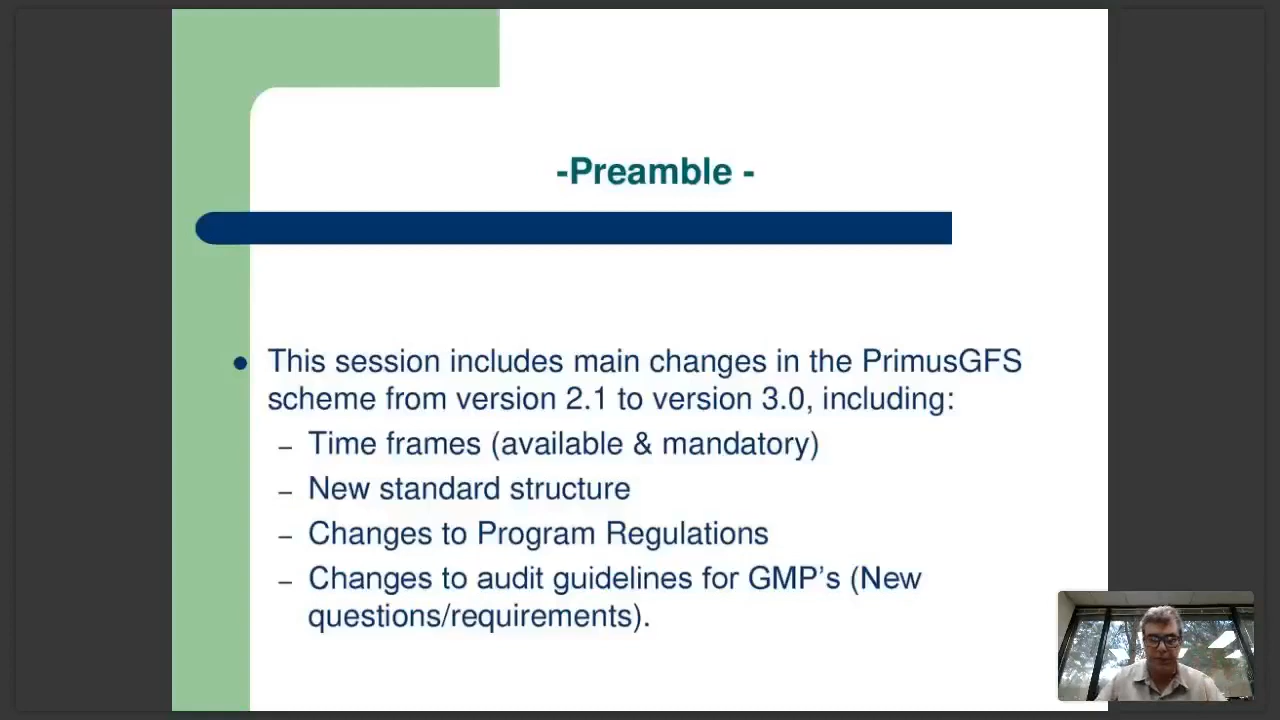 -Preamble -
• This session includes main changes in the PrimusGFS
scheme from version 2.1 to version 3.0, including:
– Time frames (available & mandatory)
– New standard structure
– Changes to Program Regulations
– Changes to audit guidelines for GMP’s (New
questions/requirements).